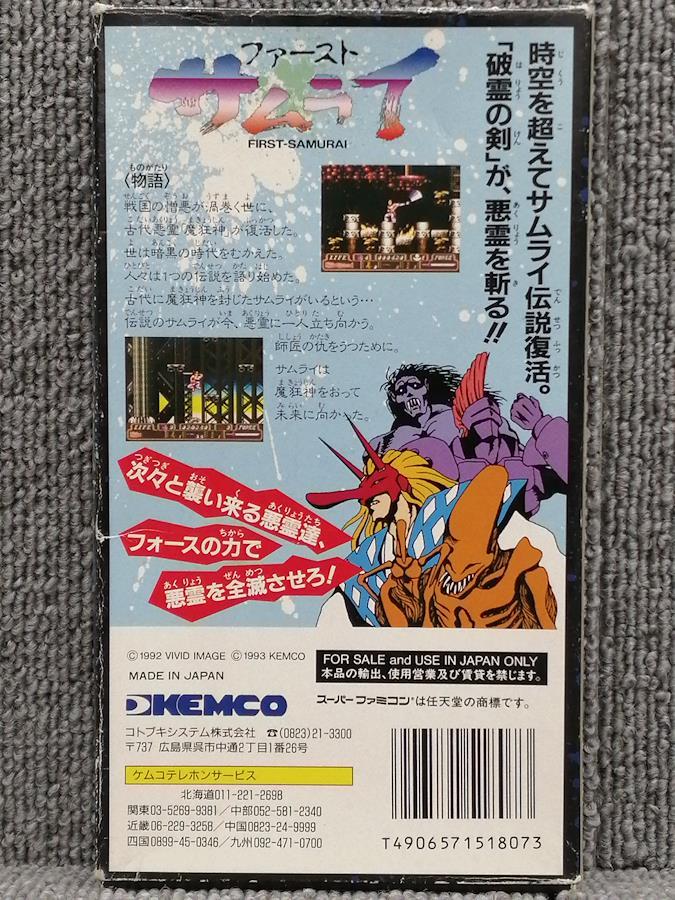 ファースト
サムライ
FIRST-SAMURAI
時空を超えてサムライ伝説復活。
「破霊の剣」が、悪霊を斬る!!
〈物語〉
戦国の憎悪が渦巻く世に、
古代悪霊「魔狂神」が復活した。
世は暗黒の時代をむかえた。
人々は1つの伝説を語り始めた。
古代に魔狂神を封じたサムライがいるという…
伝説のサムライが今、悪霊に一人立ち向かう。
師匠の仇をうつために。
サムライは
魔狂神をおって
未来に向かった。
次々と襲い来る悪霊達、
フォースの力で
悪霊を全滅させろ!
©1992 VIVID IMAGE ©1993 KEMCO
MADE IN JAPAN
FOR SALE and USE IN JAPAN ONLY
本品の輸出、使用営業及び賃貸を禁じます。
KEMCO
スーパーファミコンは任天堂の商標です。
コトブキシステム株式会社 ☎(0823)21-3300
〒737 広島県呉市中通2丁目1番26号
ケムコテレホンサービス
北海道011-221-2698
関東03-5269-9381/中部052-581-2340
近畿06-229-3258/中国0823-24-9999
四国0899-45-0346/九州092-471-0700
T4906571518073